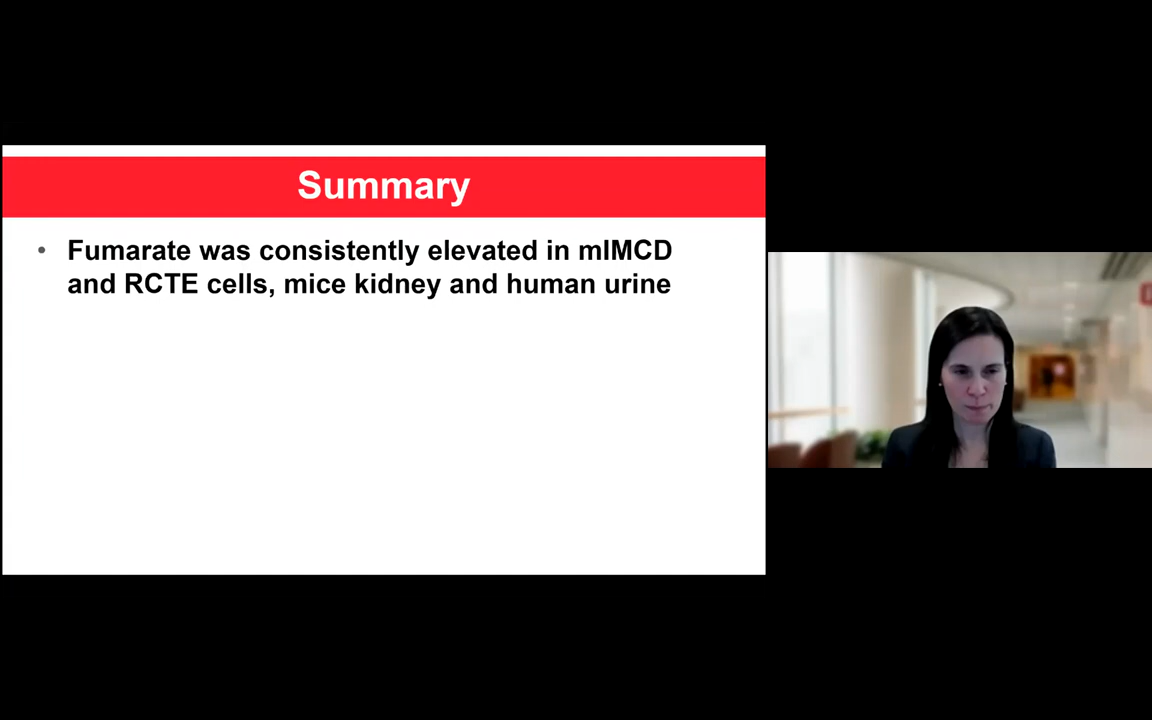 Summary
• Fumarate was consistently elevated in mIMCD
and RCTE cells, mice kidney and human urine